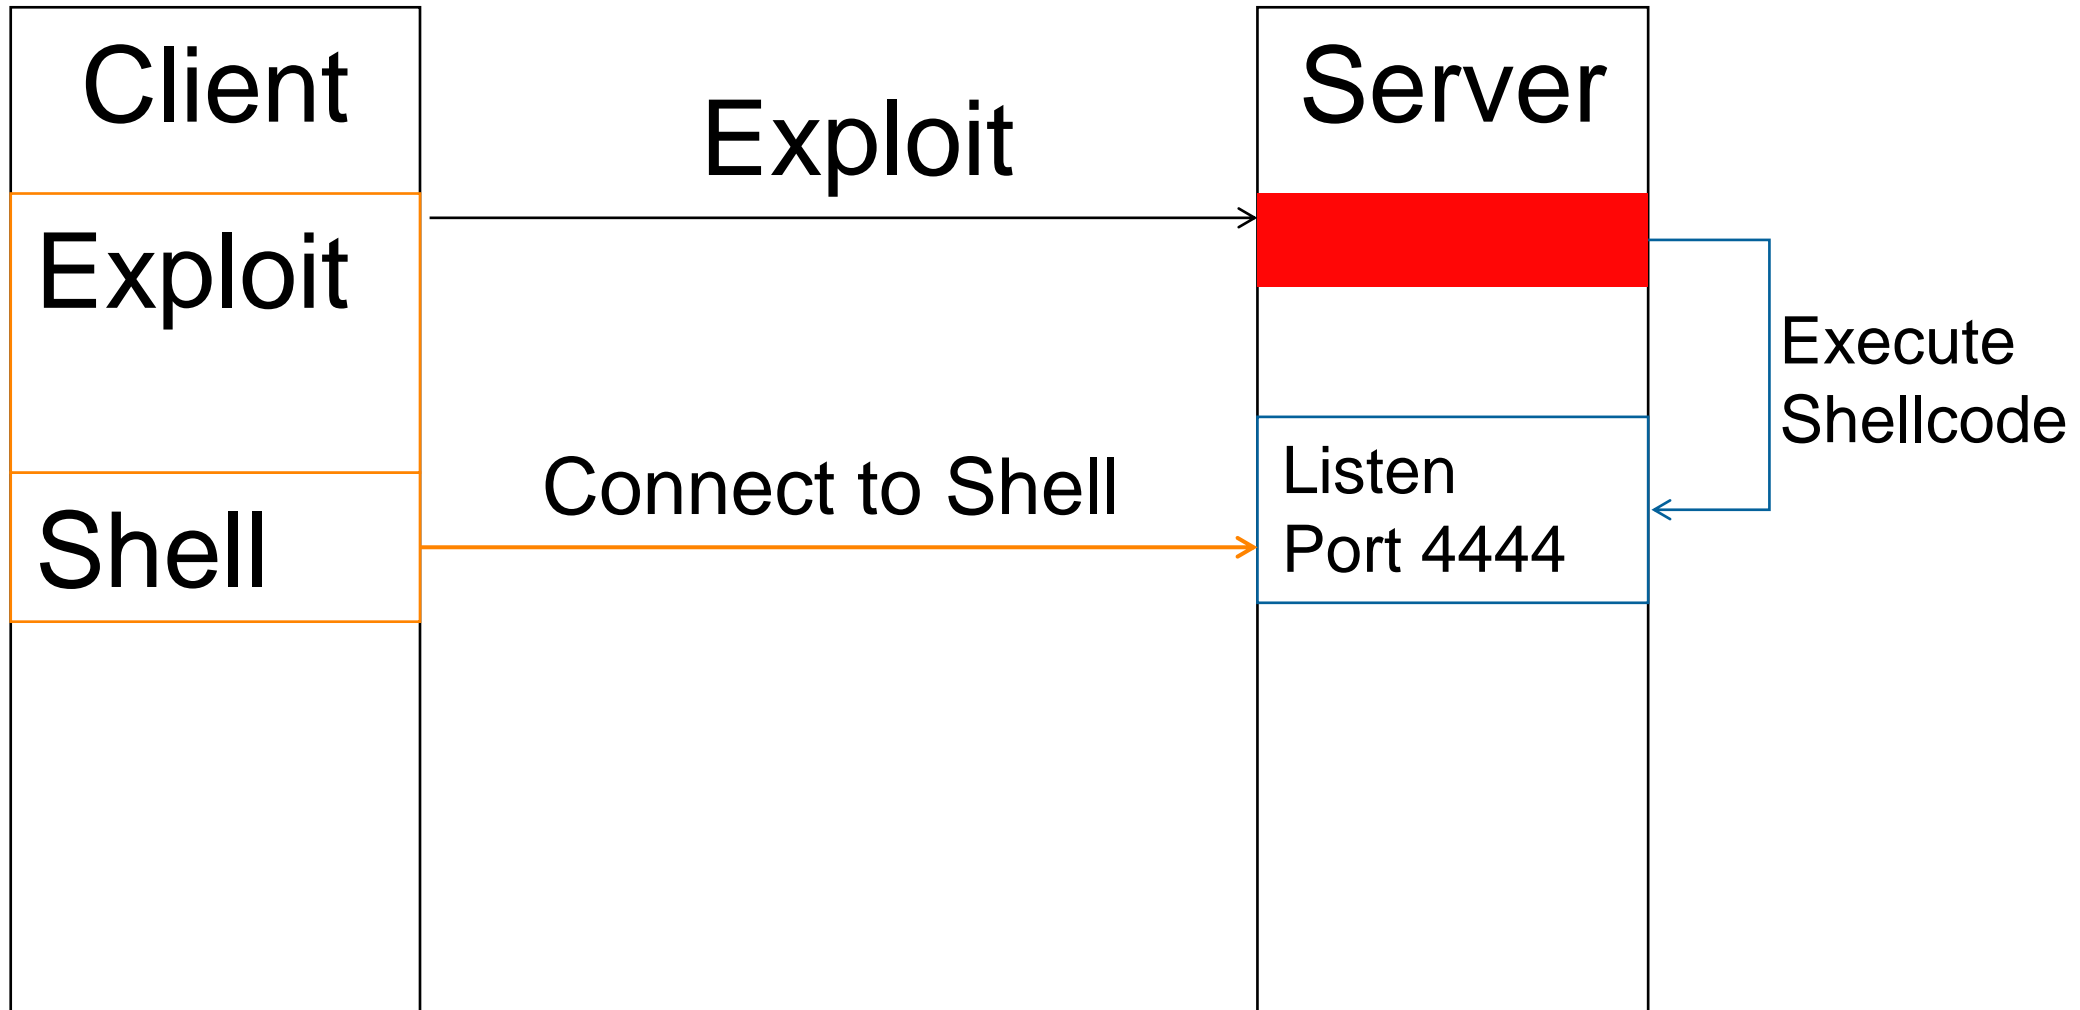 Client
Exploit
Server
Exploit
Execute
Shellcode
Connect to Shell
Listen
Port 4444
Shell